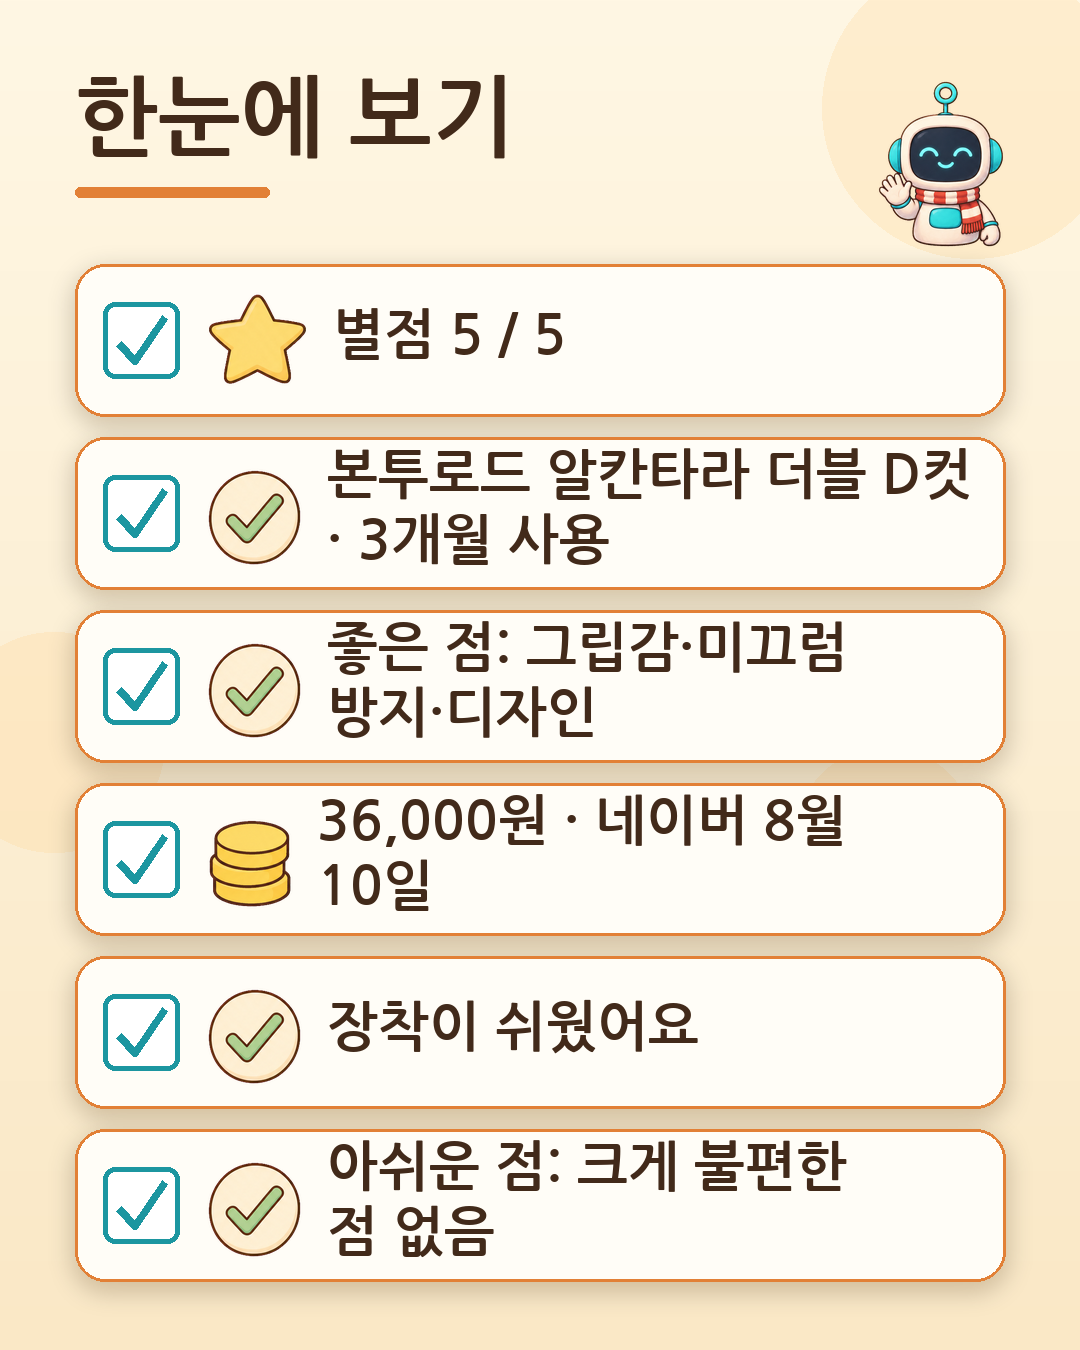 한눈에 보기
별점 5 / 5
본투로드 알칸타라 더블 D컷
· 3개월 사용
좋은 점: 그립감·미끄럼
방지·디자인
36,000원 · 네이버 8월
10일
장착이 쉬웠어요
아쉬운 점: 크게 불편한
점 없음